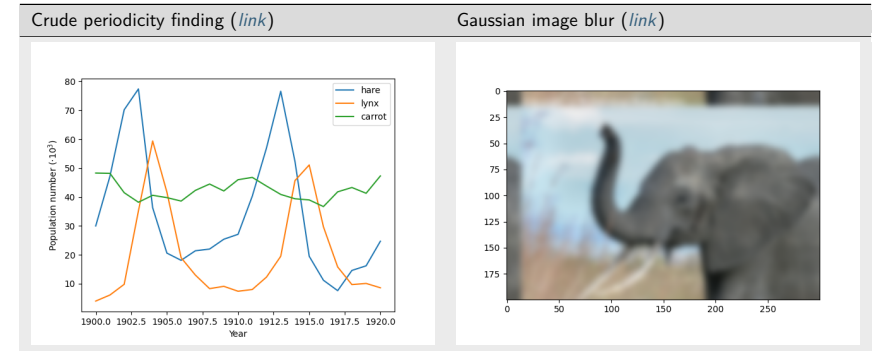 Crude periodicity finding (link)
Gaussian image blur (link)
80
70
60
50
40
30
20
10
Population number (·10³)
hare
lynx
carrot
1900.0 1902.5 1905.0 1907.5 1910.0 1912.5 1915.0 1917.5 1920.0
Year
0
25
50
75
100
125
150
175
0 50 100 150 200 250